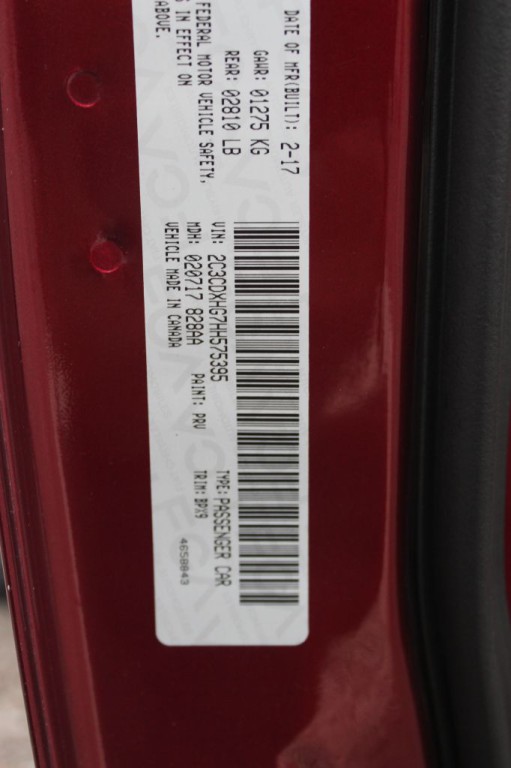 DATE OF MFR(BUILT): 2-17
GAWR: 01275 KG
REAR: 02810 LB
FEDERAL MOTOR VEHICLE SAFETY,
S IN EFFECT ON
ABOVE.
VIN: 2C3CDXHG7HH575395 TYPE: PASSENGER CAR
MDH: 020717 828AA PAINT: PRV TRIM: BPX9
VEHICLE MADE IN CANADA 4658843